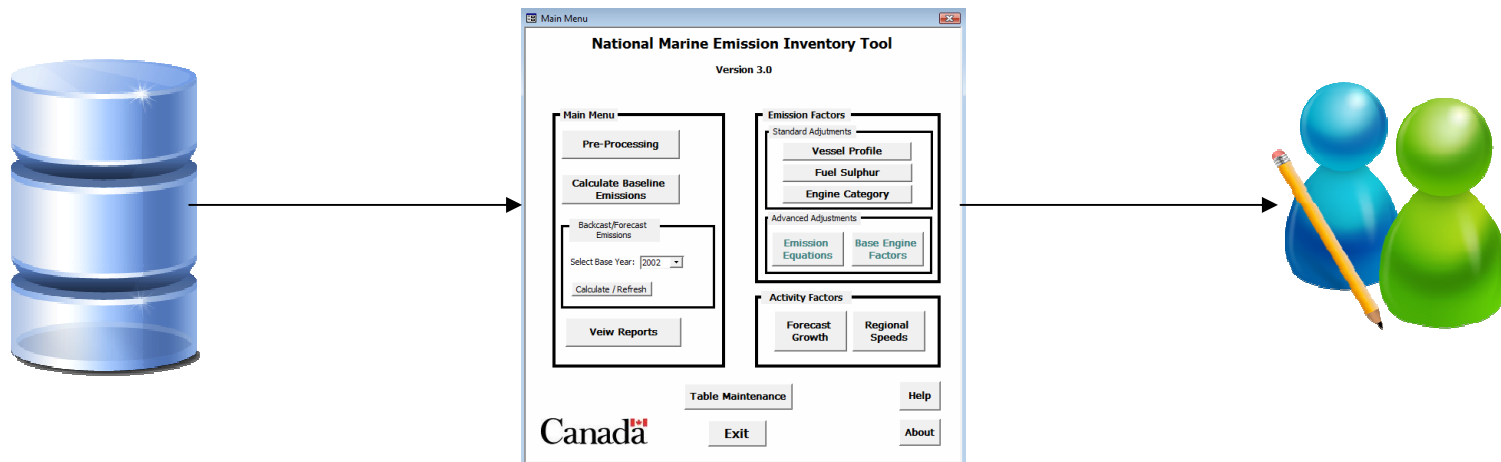 Main Menu
National Marine Emission Inventory Tool
Version 3.0
Main Menu
Pre-Processing
Calculate Baseline
Emissions
Backcast/Forecast
Emissions
Select Base Year: 2002
Calculate / Refresh
Veiw Reports
Emission Factors
Standard Adjutments
Vessel Profile
Fuel Sulphur
Engine Category
Advanced Adjustments
Emission
Equations
Base Engine
Factors
Activity Factors
Forecast
Growth
Regional
Speeds
Table Maintenance
Help
Canada
Exit
About